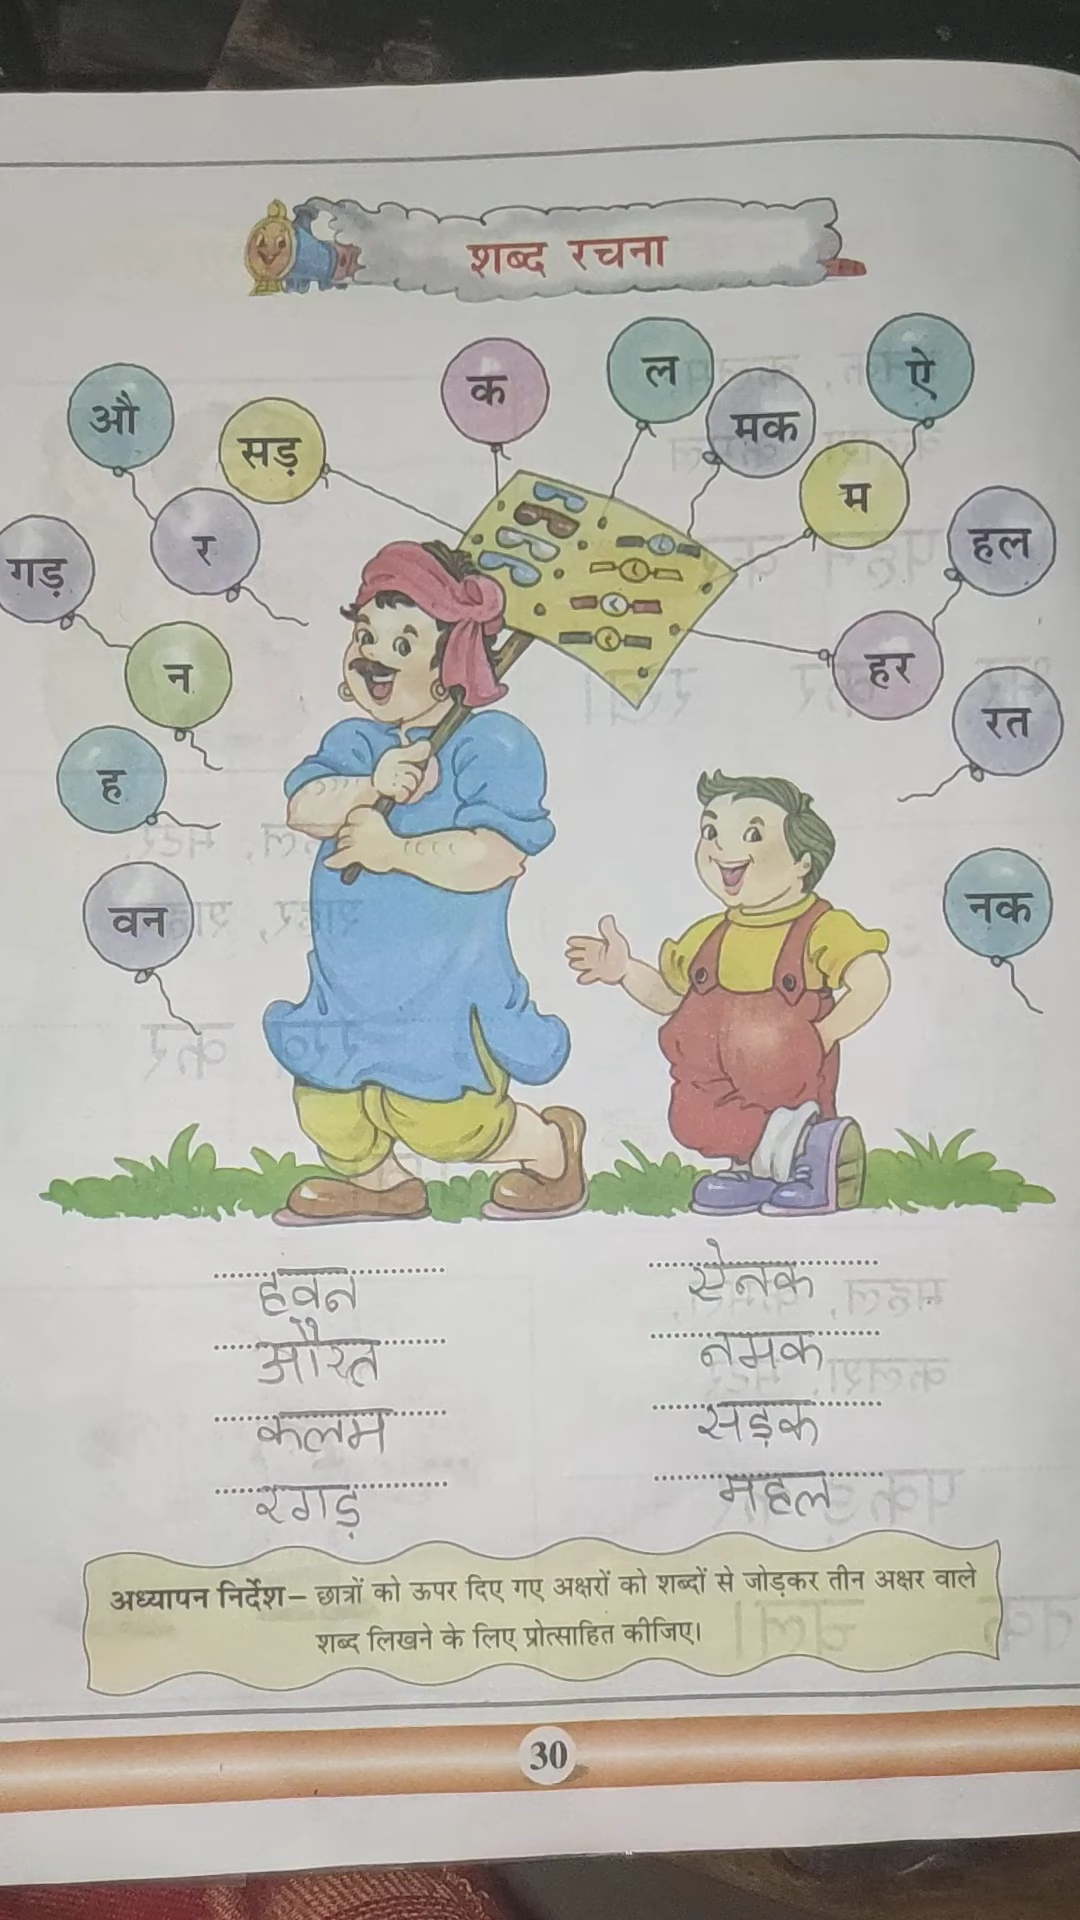 शब्द रचना
औ
सड़
क
ल
मक
ऐ
म
गड़
र
हल
न
हर
रत
ह
वन
नक
हवन
ऐनक
औरत
नमक
कलम
सड़क
रगड़
महल
अध्यापन निर्देश– छात्रों को ऊपर दिए गए अक्षरों को शब्दों से जोड़कर तीन अक्षर वाले
शब्द लिखने के लिए प्रोत्साहित कीजिए।
30